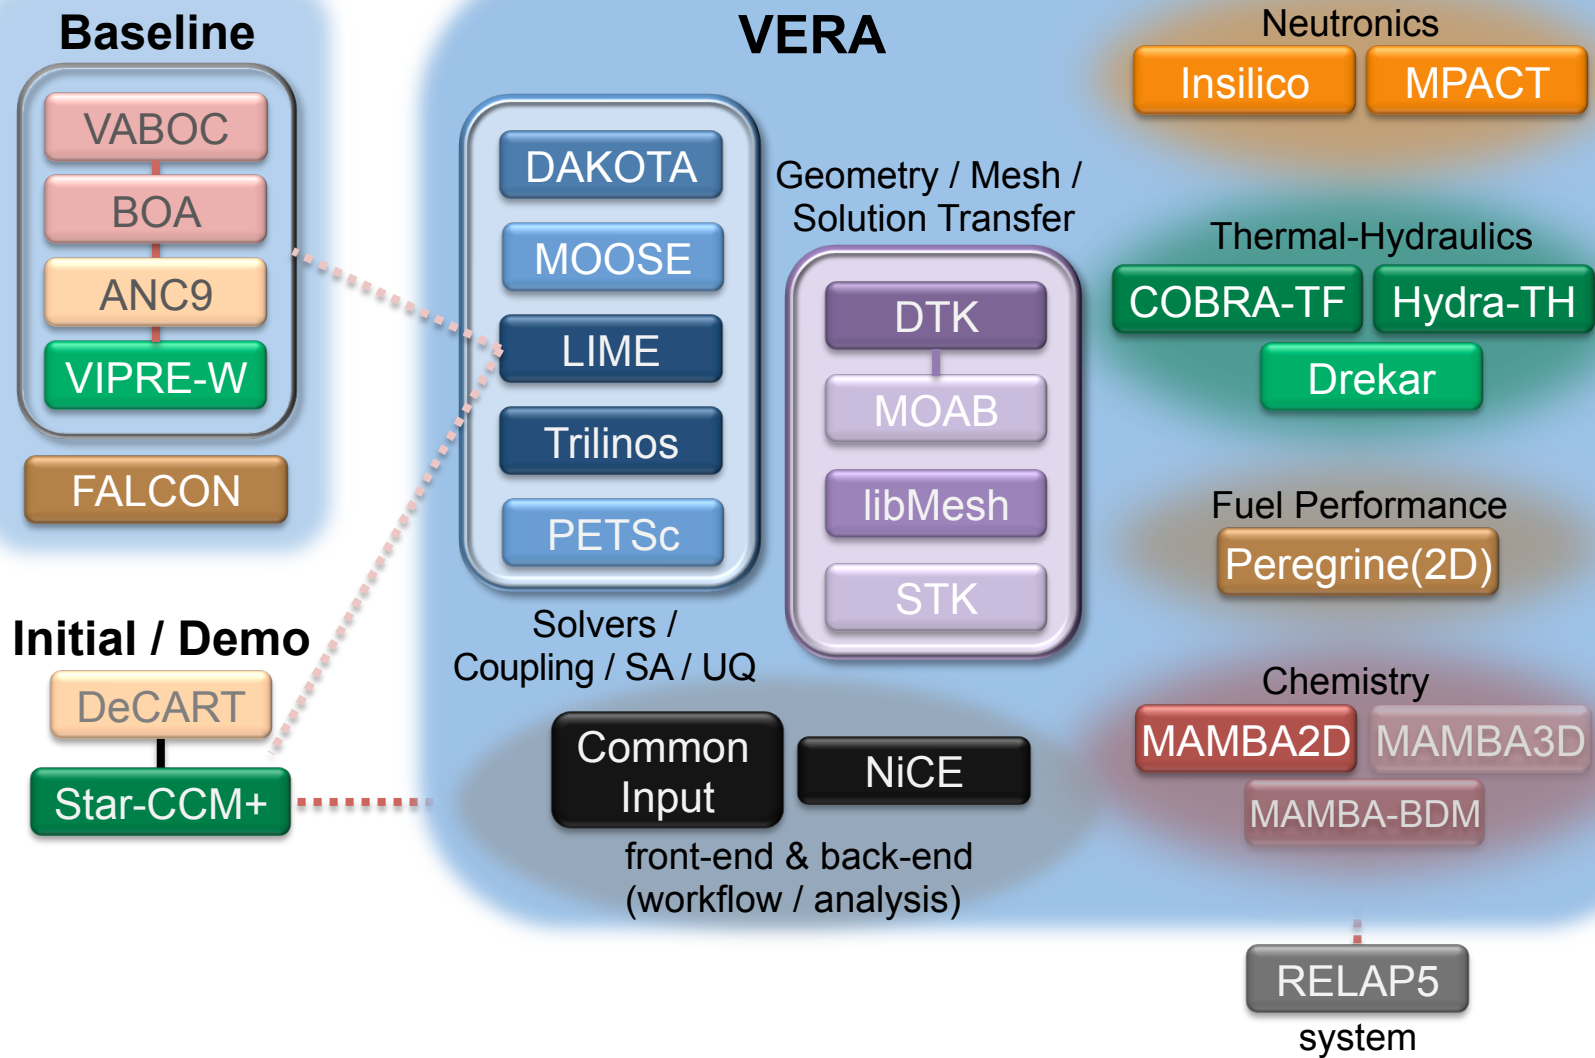 Baseline
VABOC
BOA
ANC9
VIPRE-W
FALCON
Initial / Demo
DeCART
Star-CCM+
VERA
DAKOTA
MOOSE
LIME
Trilinos
PETSc
Solvers /
Coupling / SA / UQ
Geometry / Mesh /
Solution Transfer
DTK
MOAB
libMesh
STK
Common
Input
NiCE
front-end & back-end
(workflow / analysis)
Neutronics
Insilico
MPACT
Thermal-Hydraulics
COBRA-TF
Hydra-TH
Drekar
Fuel Performance
Peregrine(2D)
Chemistry
MAMBA2D
MAMBA3D
MAMBA-BDM
RELAP5
system